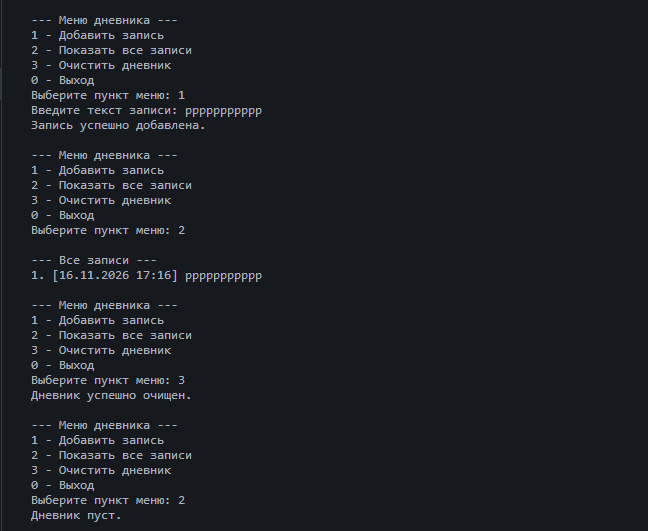 --- Меню дневника ---
1 - Добавить запись
2 - Показать все записи
3 - Очистить дневник
0 - Выход
Выберите пункт меню: 1
Введите текст записи: ррррррррррр
Запись успешно добавлена.
--- Меню дневника ---
1 - Добавить запись
2 - Показать все записи
3 - Очистить дневник
0 - Выход
Выберите пункт меню: 2
--- Все записи ---
1. [16.11.2026 17:16] ррррррррррр
--- Меню дневника ---
1 - Добавить запись
2 - Показать все записи
3 - Очистить дневник
0 - Выход
Выберите пункт меню: 3
Дневник успешно очищен.
--- Меню дневника ---
1 - Добавить запись
2 - Показать все записи
3 - Очистить дневник
0 - Выход
Выберите пункт меню: 2
Дневник пуст.